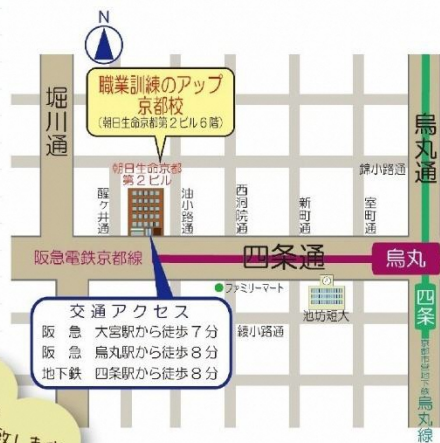 N
職業訓練のアップ
京都校
(朝日生命京都第2ビル6階)
堀川通
烏丸通
朝日生命京都
第2ビル
錦小路通
醒ヶ井通
油小路通
西洞院通
新町通
室町通
阪急電鉄京都線
四条通
烏丸
ファミリーマート
池坊短大
四条
綾小路通
京都市営地下鉄
烏丸線
交通アクセス
阪急 大宮駅から徒歩7分
阪急 烏丸駅から徒歩8分
地下鉄 四条駅から徒歩8分
致します